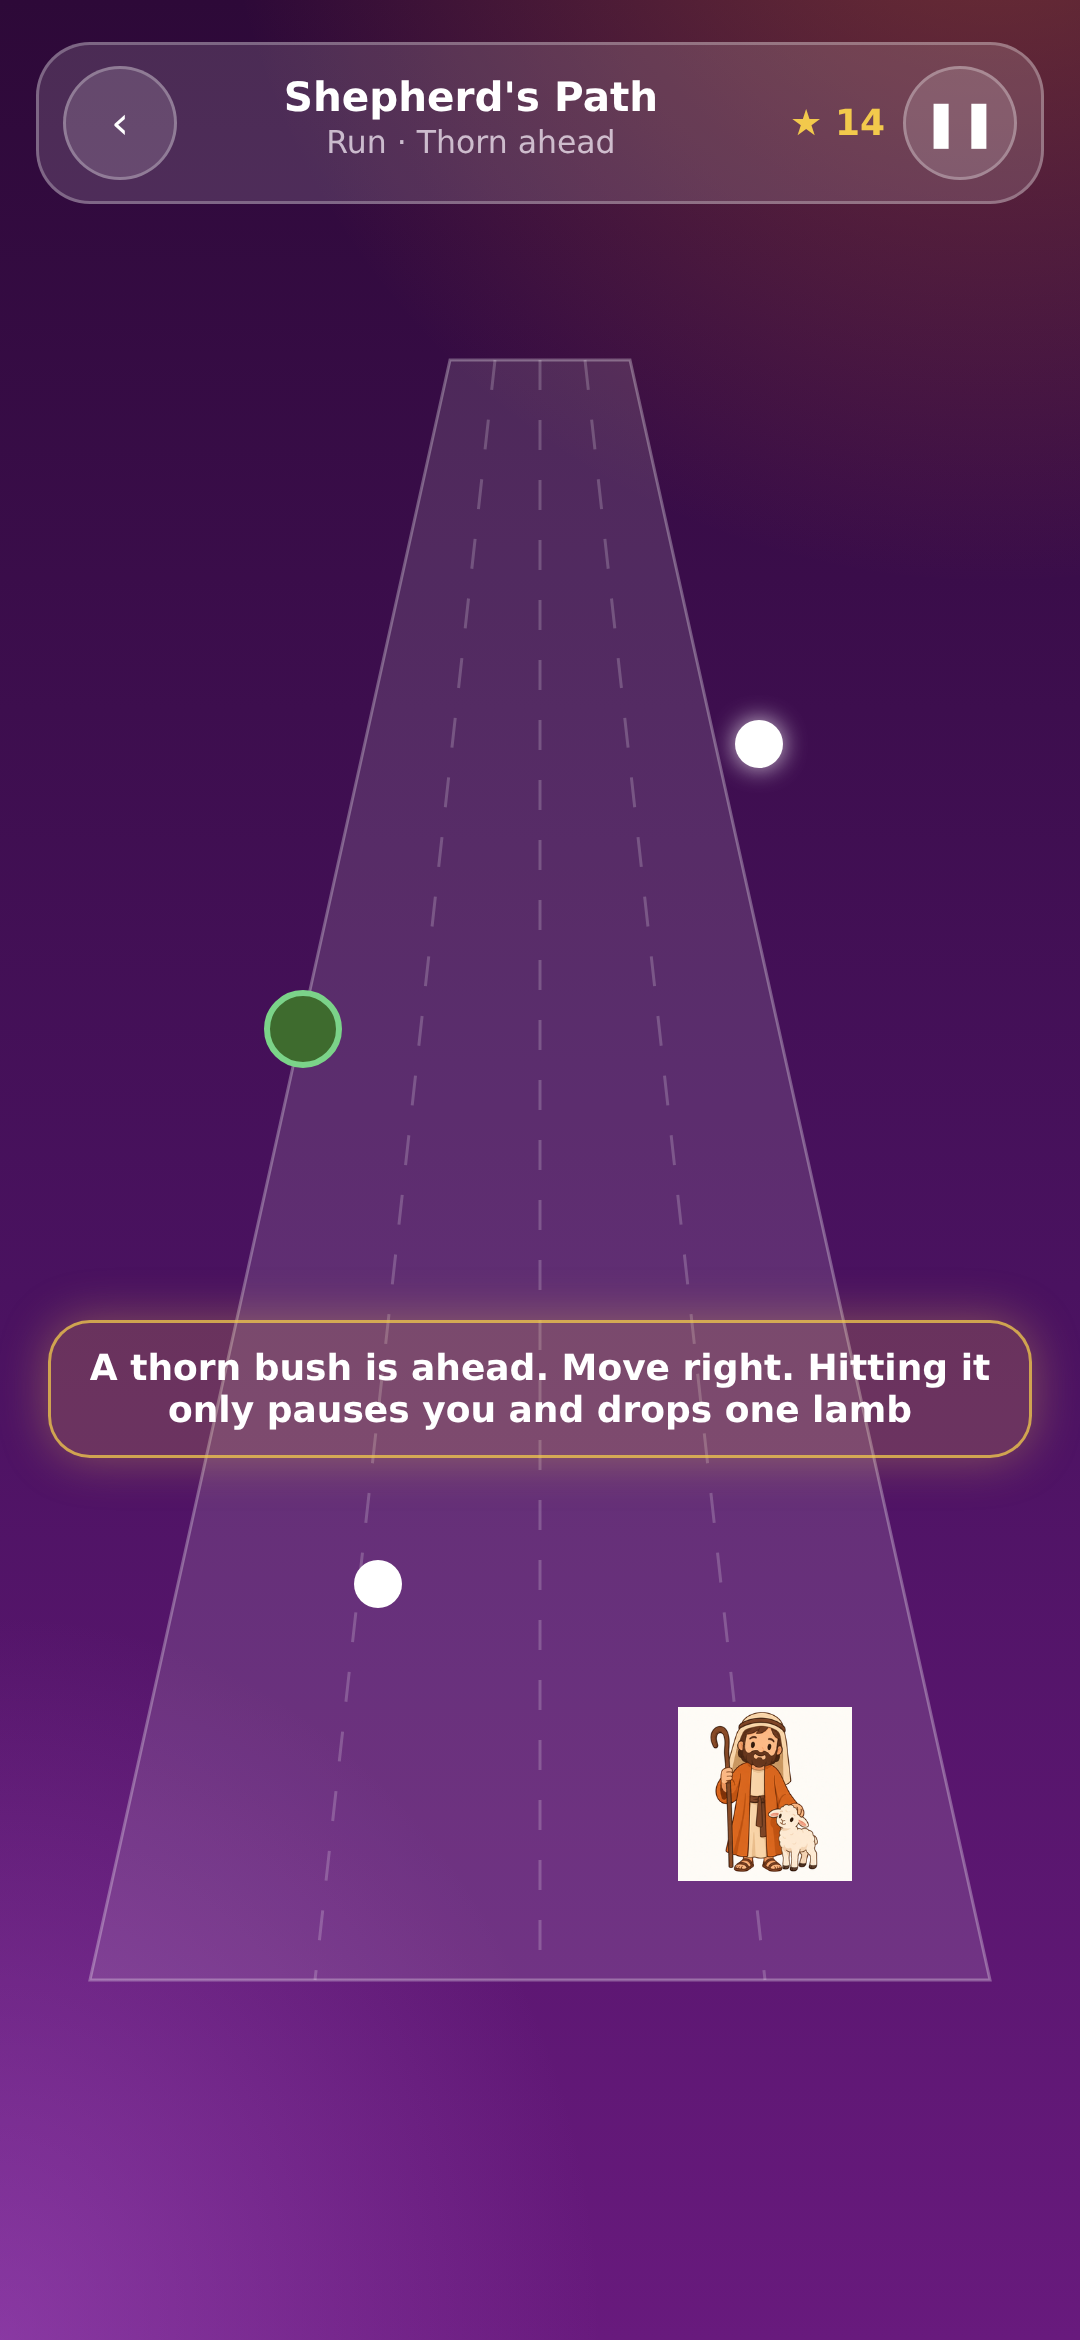 Shepherd's Path
Run · Thorn ahead
★ 14
A thorn bush is ahead. Move right. Hitting it
only pauses you and drops one lamb